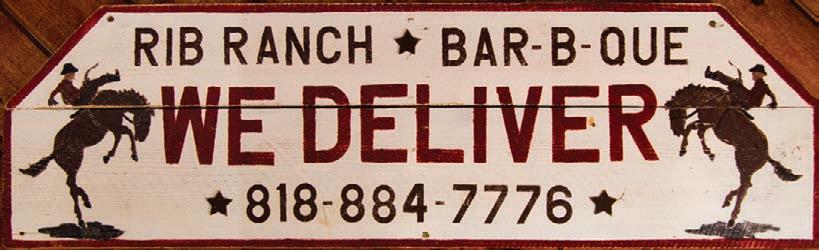 RIB RANCH ★ BAR-B-QUE
WE DELIVER
★ 818-884-7776 ★